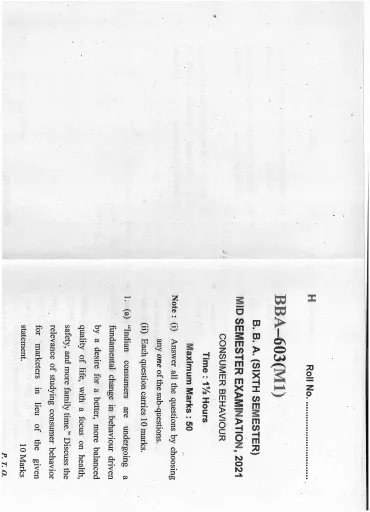 H
Roll No. ..............................
BBA–603(M1)
B. B. A. (SIXTH SEMESTER)
MID SEMESTER EXAMINATION, 2021
CONSUMER BEHAVIOUR
Time : 1½ Hours
Maximum Marks : 50
Note : (i) Answer all the questions by choosing
any one of the sub-questions.
(ii) Each question carries 10 marks.
1. (a) "Indian consumers are undergoing a
fundamental change in behaviour driven
by a desire for a better, more balanced
quality of life, with a focus on health,
safety, and more family time." Discuss the
relevance of studying consumer behavior
for marketers in lieu of the given
statement. 10 Marks
P. T. O.